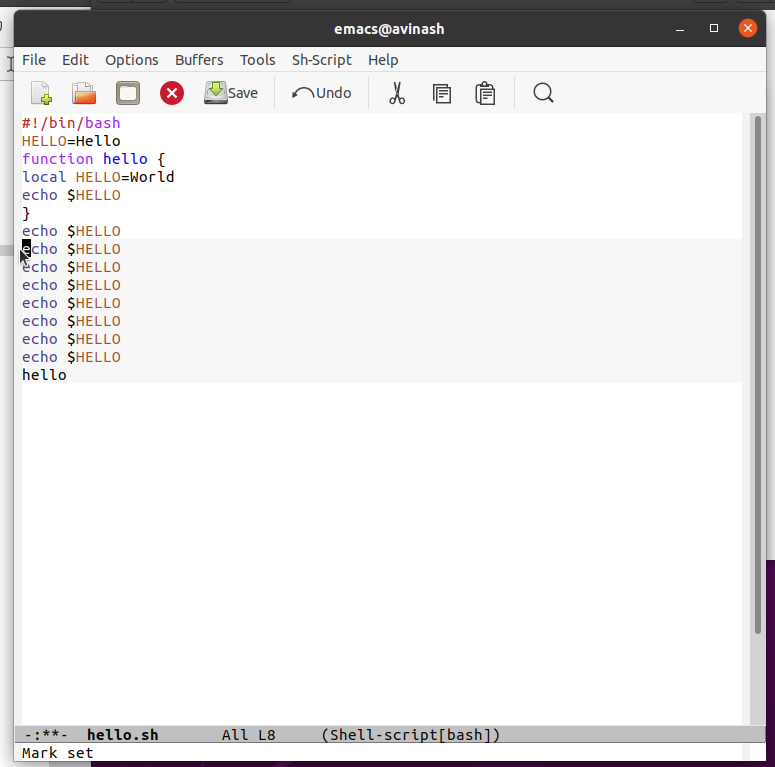 emacs@avinash
File Edit Options Buffers Tools Sh-Script Help
Save Undo
#!/bin/bash
HELLO=Hello
function hello {
local HELLO=World
echo $HELLO
}
echo $HELLO
echo $HELLO
echo $HELLO
echo $HELLO
echo $HELLO
echo $HELLO
echo $HELLO
echo $HELLO
hello
-:**- hello.sh All L8 (Shell-script[bash])
Mark set